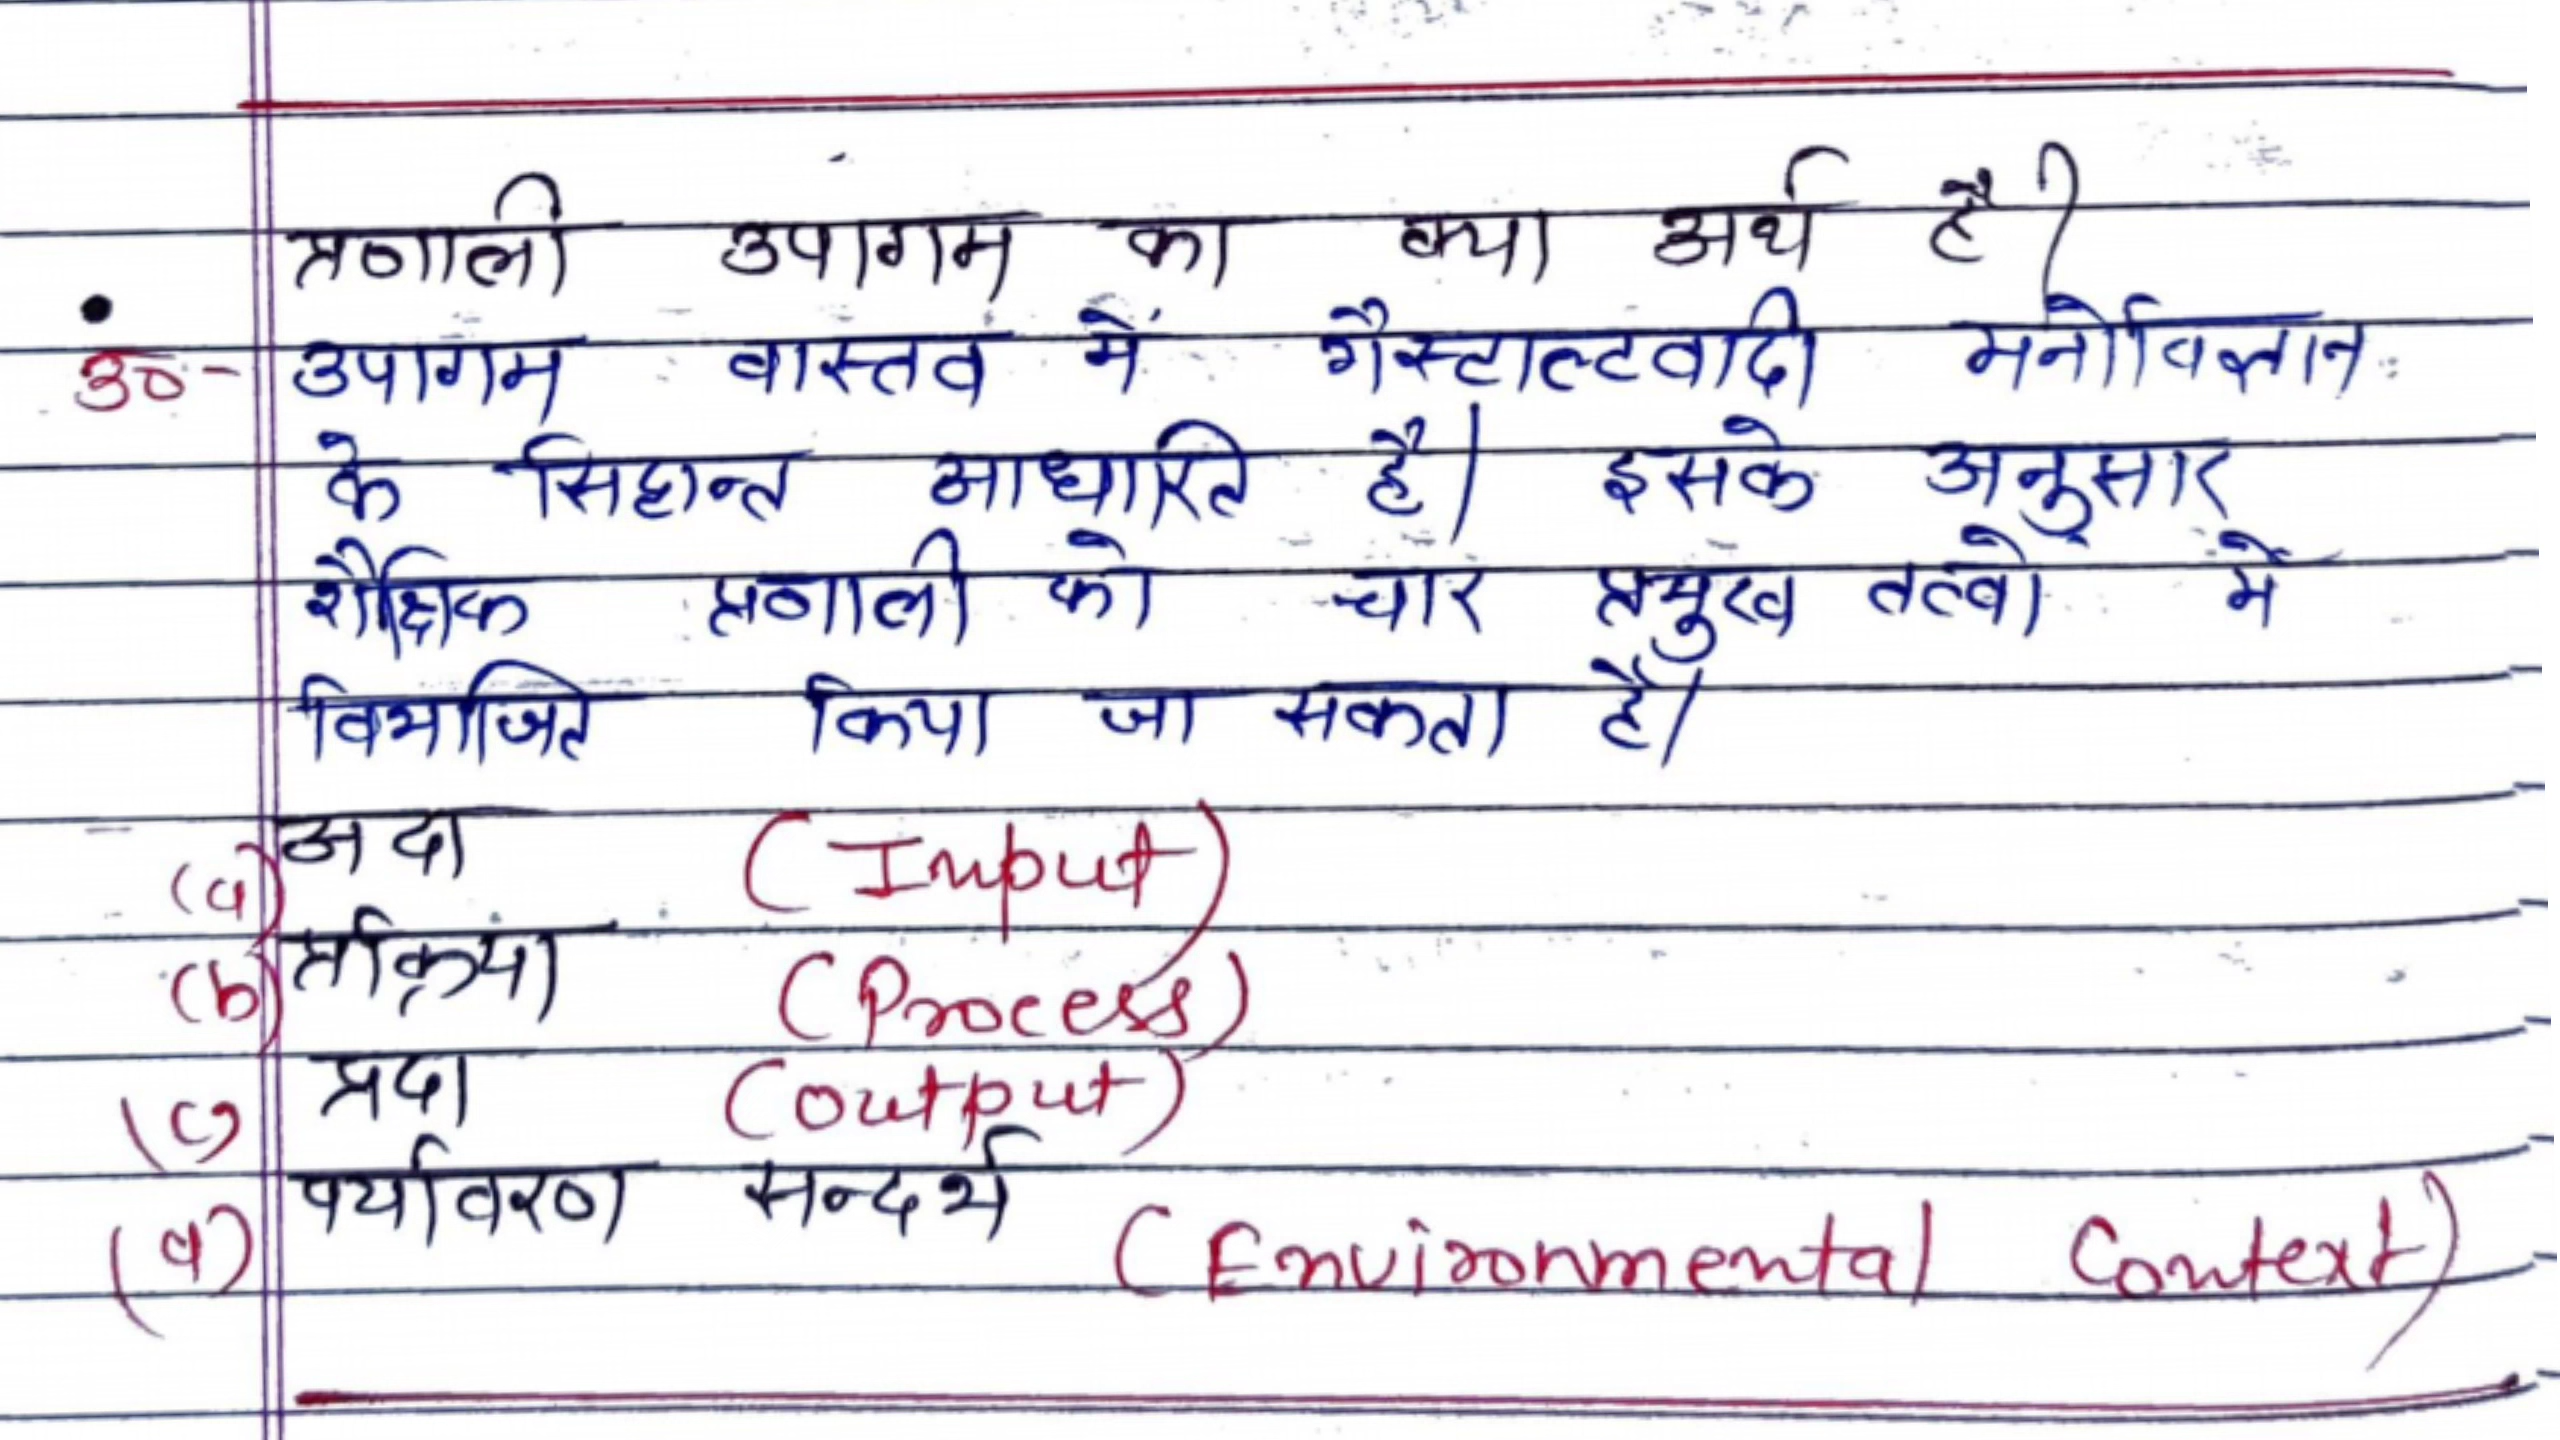 प्रणाली उपागम का क्या अर्थ है?
उ०- उपागम वास्तव में गैस्टाल्टवादी मनोविज्ञान
के सिद्धान्त आधारित है। इसके अनुसार
शैक्षिक प्रणाली को चार प्रमुख तत्वो मे
विभाजित किया जा सकता है।
(a) अदा (Input)
(b) प्रक्रिया (Process)
(c) प्रदा (Output)
(d) पर्यावरण सन्दर्भ (Environmental Context)